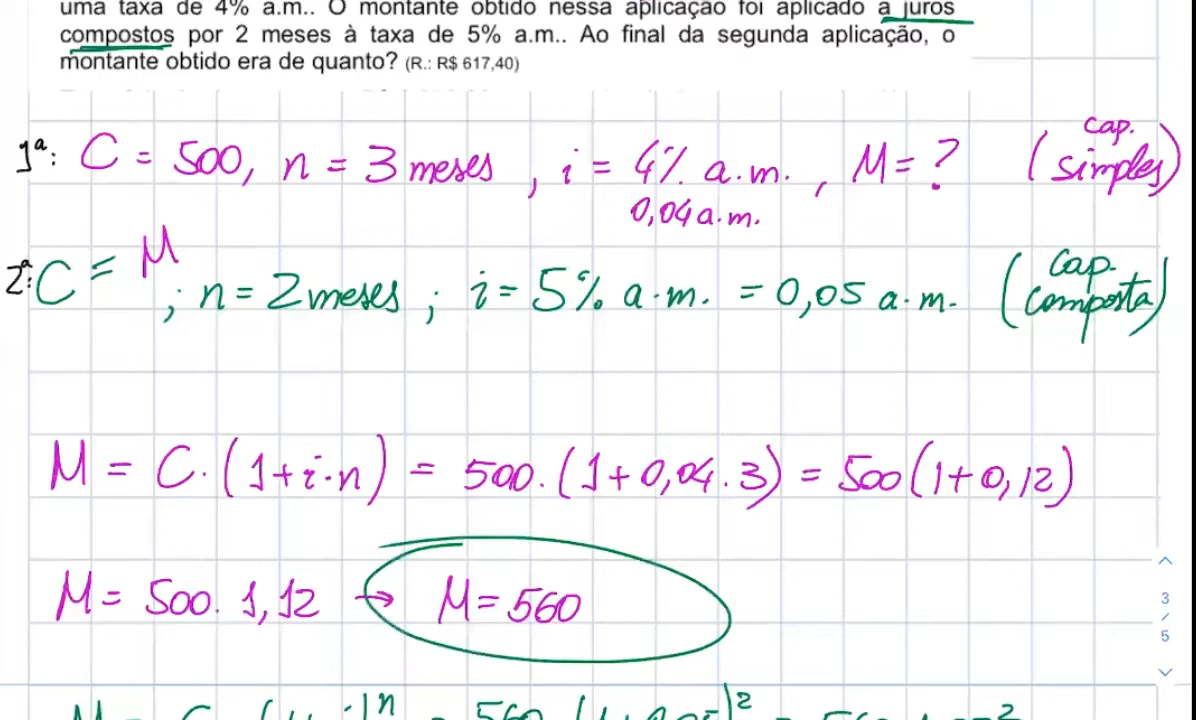 uma taxa de 4% a.m.. O montante obtido nessa aplicação foi aplicado a juros
compostos por 2 meses à taxa de 5% a.m.. Ao final da segunda aplicação, o
montante obtido era de quanto? (R.: R$ 617,40)
1ª: C = 500, n = 3 meses , i = 4% a.m. , M = ? (cap. simples)
0,04 a.m.
2ª: C = M ; n = 2 meses ; i = 5% a.m. = 0,05 a.m. (cap. composta)
M = C. (1+i.n) = 500. (1+0,04.3) = 500(1+0,12)
M = 500. 1,12 → M = 560
3
/
5